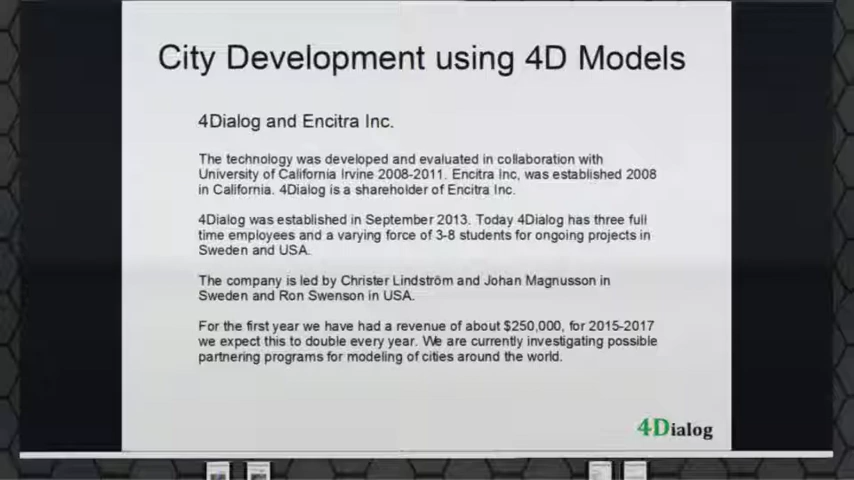 City Development using 4D Models
4Dialog and Encitra Inc.
The technology was developed and evaluated in collaboration with
University of California Irvine 2008-2011. Encitra Inc, was established 2008
in California. 4Dialog is a shareholder of Encitra Inc.
4Dialog was established in September 2013. Today 4Dialog has three full
time employees and a varying force of 3-8 students for ongoing projects in
Sweden and USA.
The company is led by Christer Lindström and Johan Magnusson in
Sweden and Ron Swenson in USA.
For the first year we have had a revenue of about $250,000, for 2015-2017
we expect this to double every year. We are currently investigating possible
partnering programs for modeling of cities around the world.
4Dialog